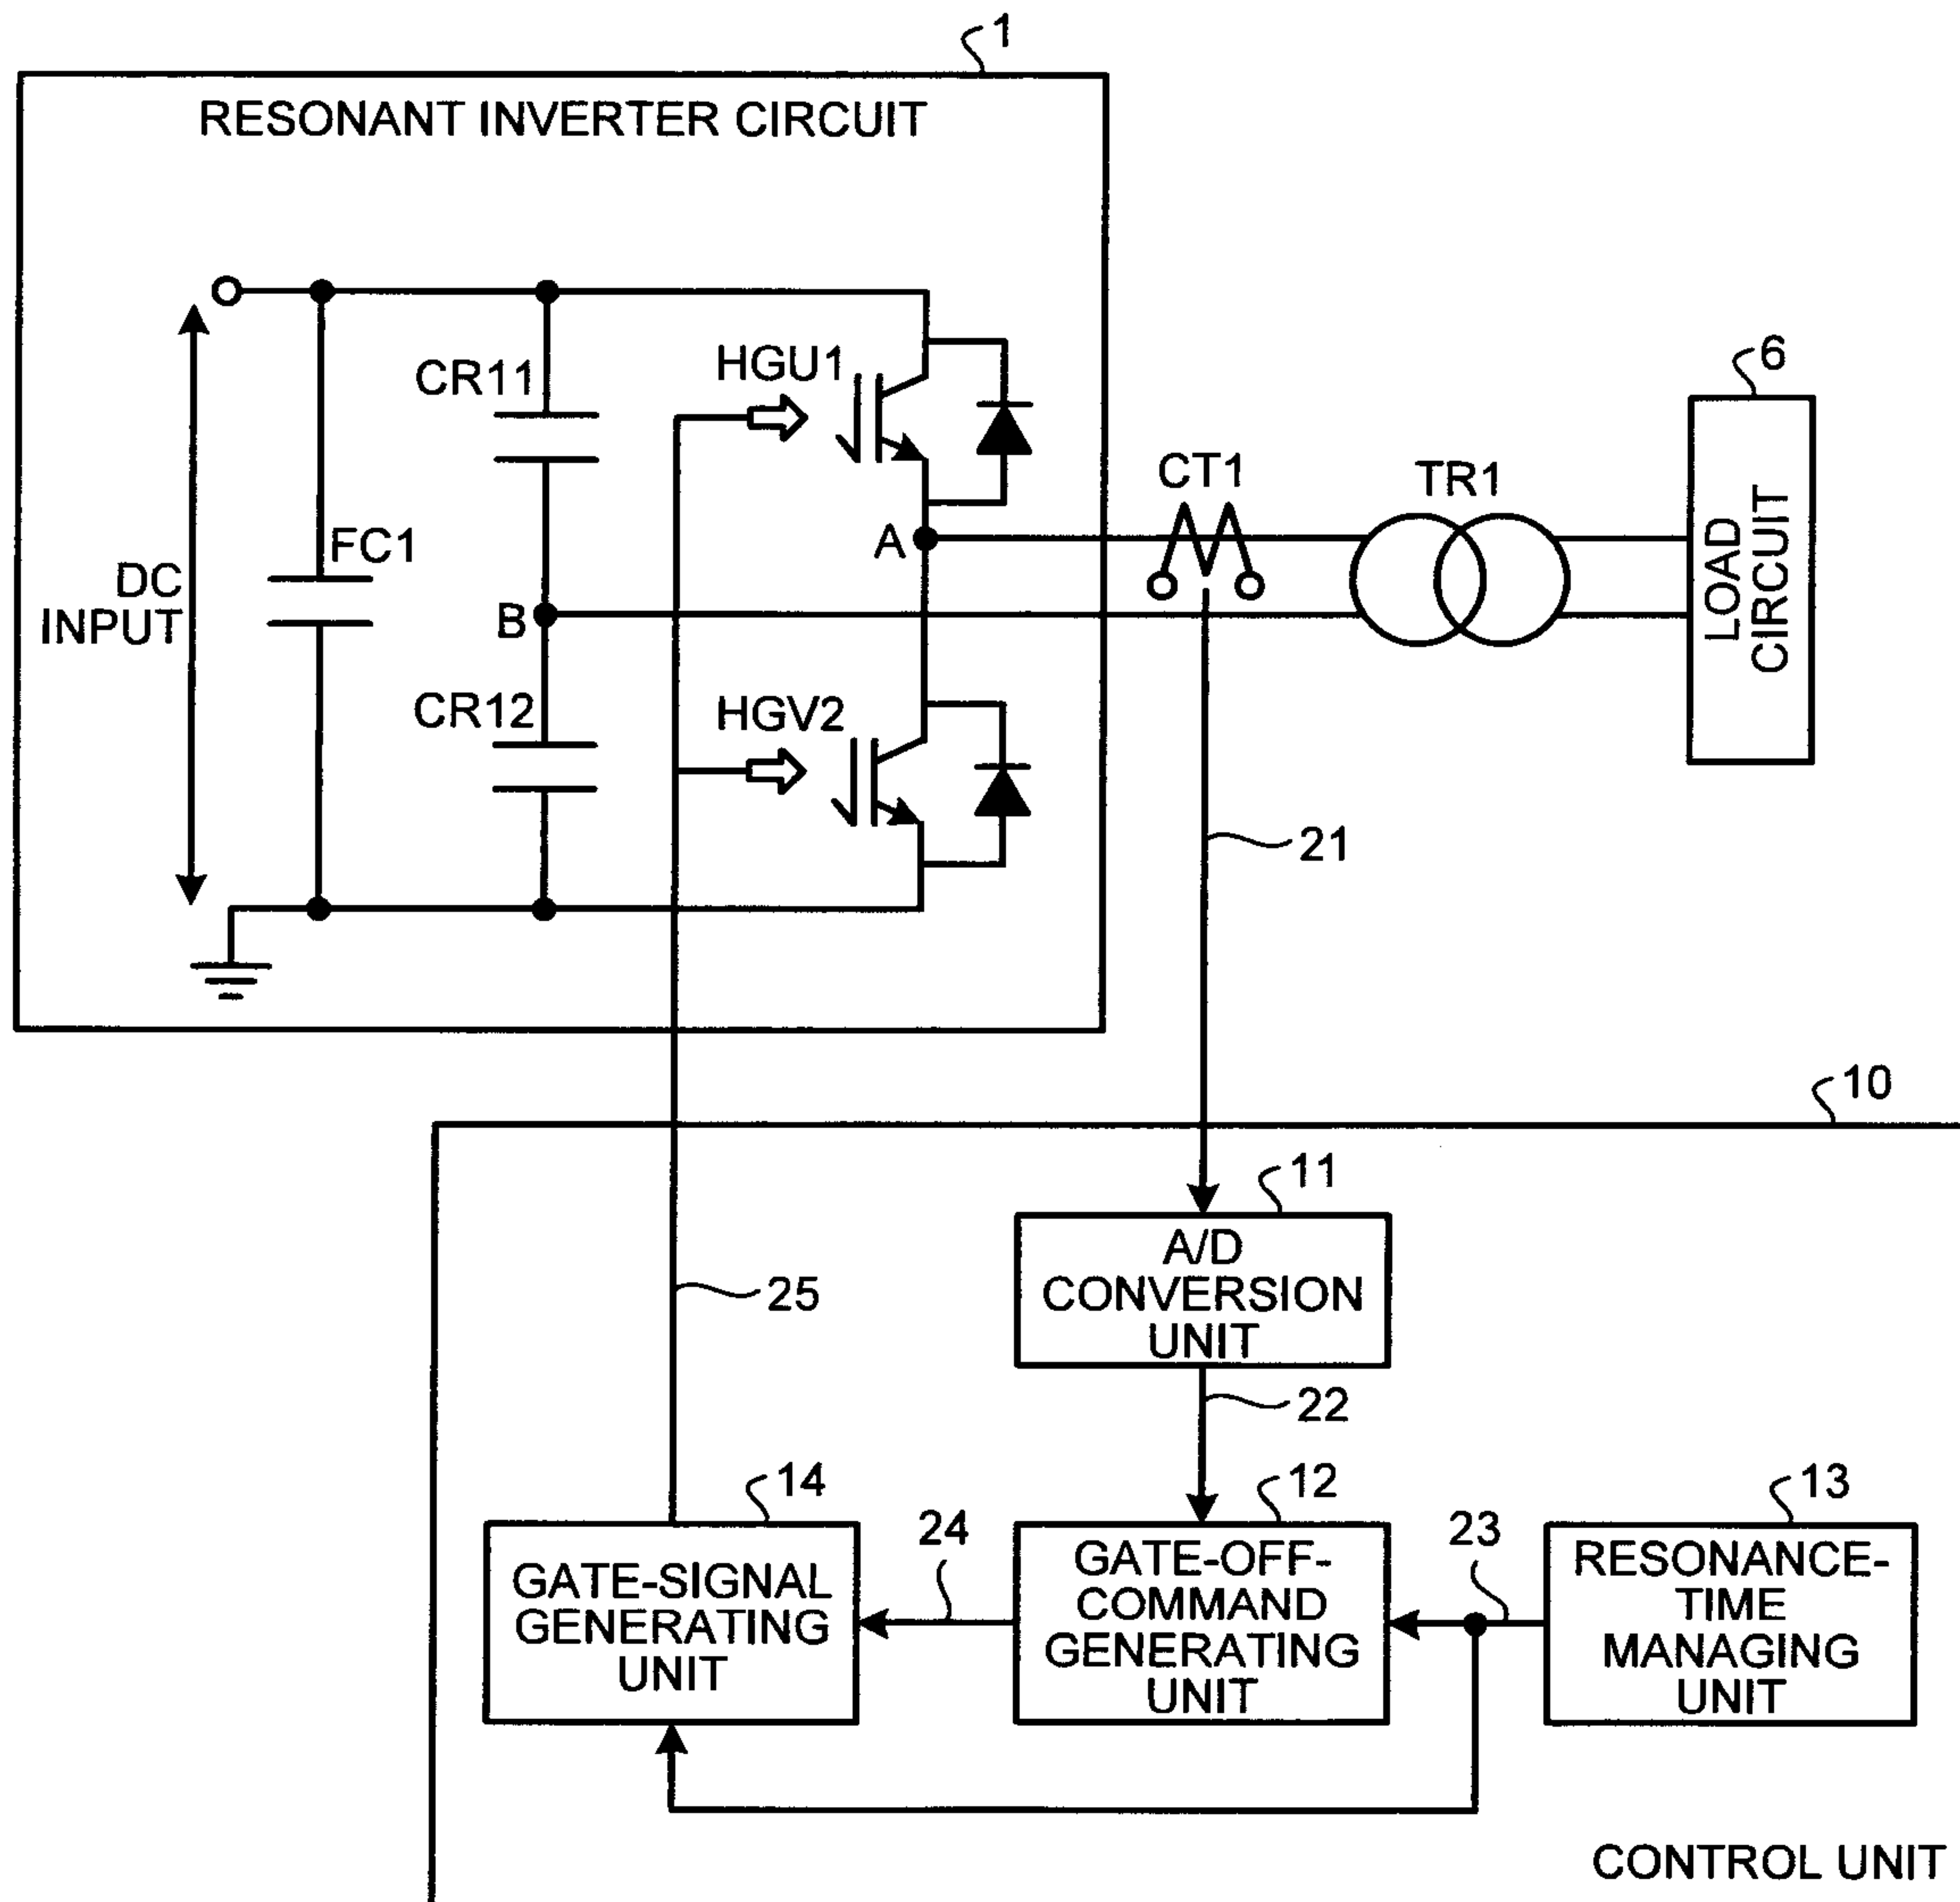 1
RESONANT INVERTER CIRCUIT
CR11
HGU1
6
CT1
TR1
LOAD
CIRCUIT
A
FC1
DC
INPUT
B
CR12
HGV2
21
10
11
A/D
CONVERSION
UNIT
25
22
14
12
13
24
23
GATE-SIGNAL
GENERATING
UNIT
GATE-OFF-
COMMAND
GENERATING
UNIT
RESONANCE-
TIME
MANAGING
UNIT
CONTROL UNIT